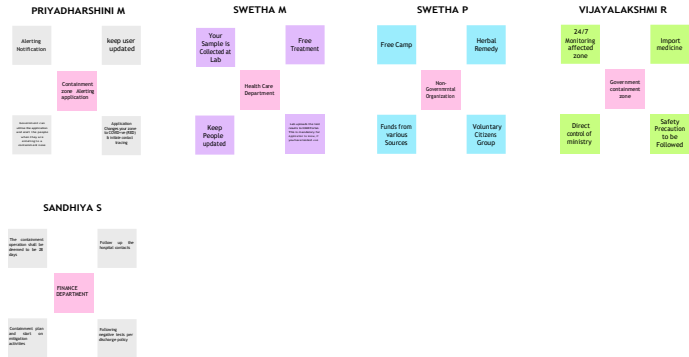 PRIYADHARSHINI M
Alerting
Notification
keep user
updated
Containment
zone Alerting
application
Application
Changes your zone
& initiate contact
tracing
SWETHA M
Your
Sample is
Collected at
Lab
Free
Treatment
Health Care
Department
Keep
People
updated
SWETHA P
Free Camp
Herbal
Remedy
Non-
Governmental
Organization
Funds from
various
Sources
Voluntary
Citizens
Group
VIJAYALAKSHMI R
24/7
Monitoring
affected
zone
Import
medicine
Government
containment
zone
Direct
control of
ministry
Safety
Precaution
to be
Followed
SANDHIYA S
The containment
operation shall be
deemed to be 28
days
Follow up the
hospital contacts
FINANCE
DEPARTMENT
Containment plan
and start on
mitigation
activities
Following
negative tests per
discharge policy